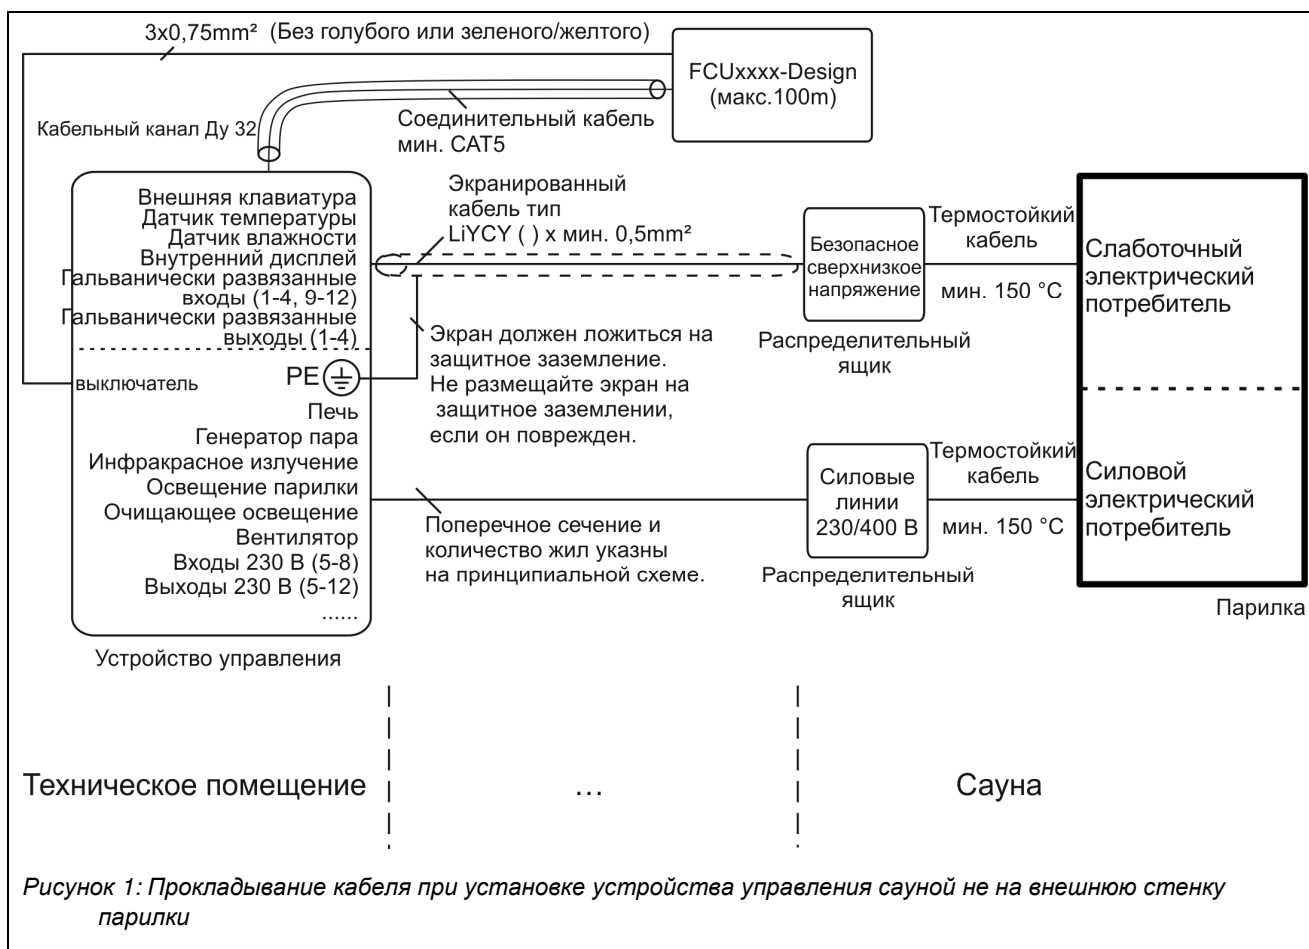 3x0,75mm² (Без голубого или зеленого/желтого)
FCUxxxx-Design
(макс.100m)
Кабельный канал Ду 32
Соединительный кабель
мин. CAT5
Внешняя клавиатура
Датчик температуры
Датчик влажности
Внутренний дисплей
Гальванически развязанные
входы (1-4, 9-12)
Гальванически развязанные
выходы (1-4)
выключатель
PE
Печь
Генератор пара
Инфракрасное излучение
Освещение парилки
Очищающее освещение
Вентилятор
Входы 230 В (5-8)
Выходы 230 В (5-12)
......
Устройство управления
Экранированный
кабель тип
LiYCY ( ) x мин. 0,5mm²
Экран должен ложиться на
защитное заземление.
Не размещайте экран на
защитное заземлении,
если он поврежден.
Поперечное сечение и
количество жил указны
на принципиальной схеме.
Безопасное
сверхнизкое
напряжение
Распределительный
ящик
Термостойкий
кабель
мин. 150 °C
Слаботочный
электрический
потребитель
Силовые
линии
230/400 В
Распределительный
ящик
Термостойкий
кабель
мин. 150 °C
Силовой
электрический
потребитель
Парилка
Техническое помещение
...
Сауна
Рисунок 1: Прокладывание кабеля при установке устройства управления сауной не на внешнюю стенку
парилки